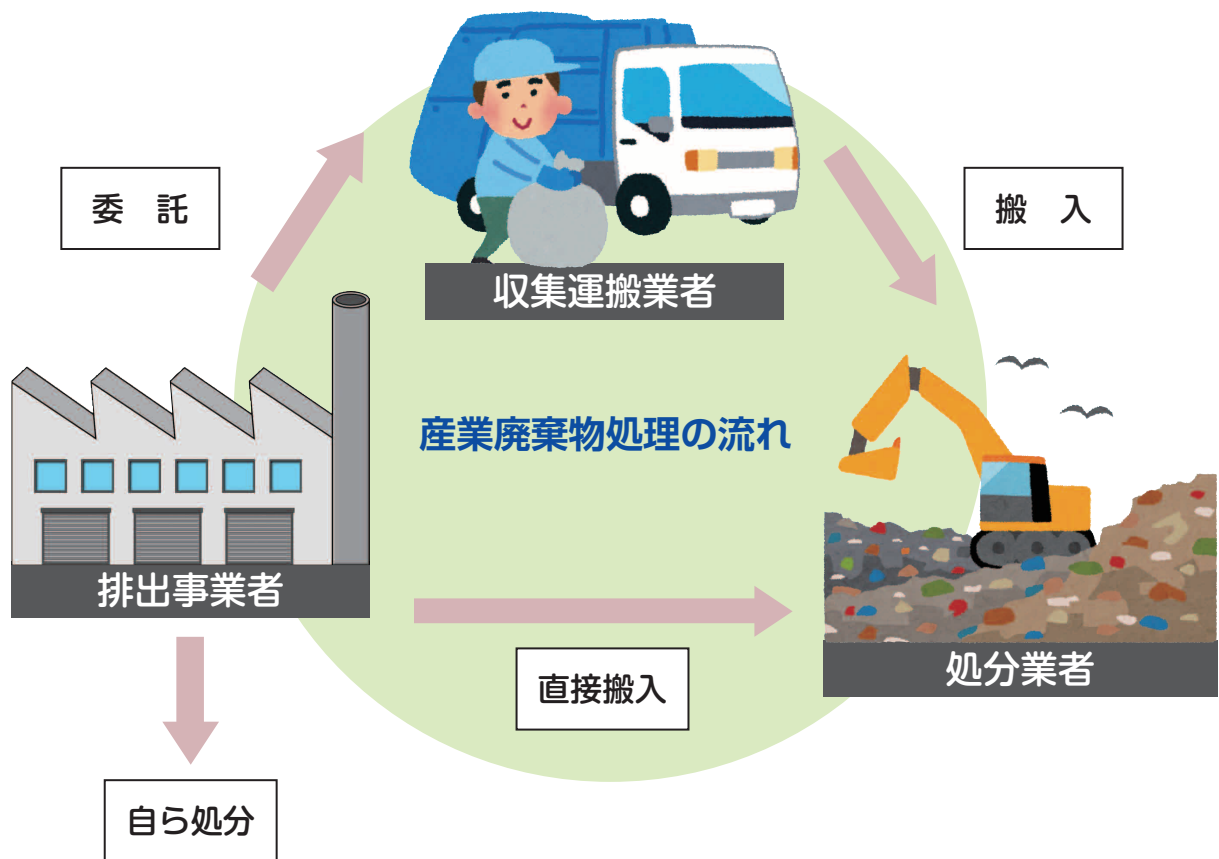 委　託
搬　入
収集運搬業者
産業廃棄物処理の流れ
排出事業者
処分業者
直接搬入
自ら処分